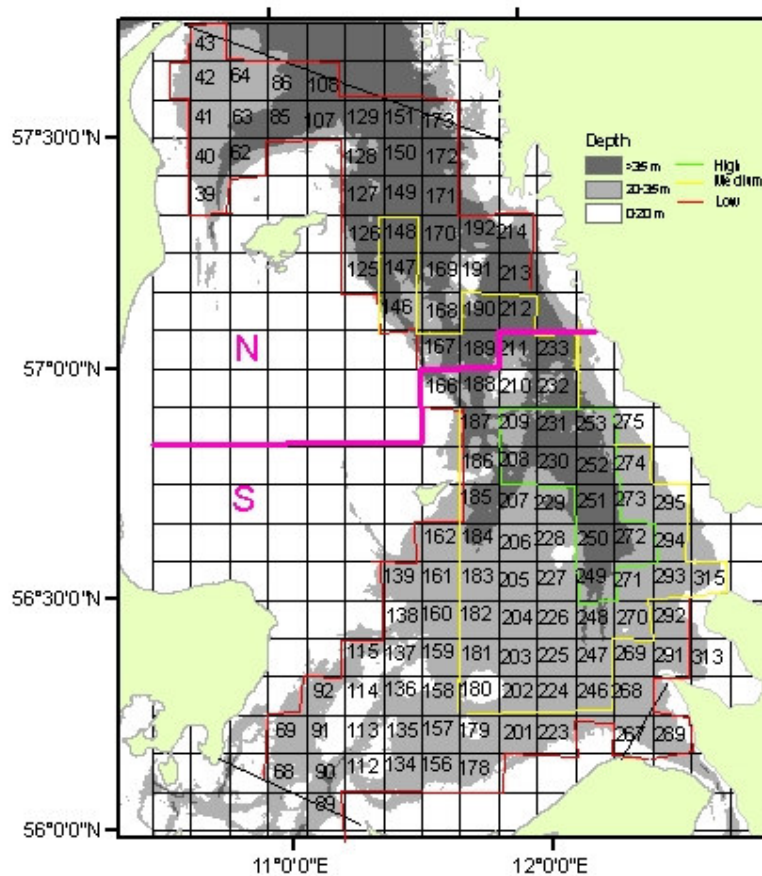 43
42 64 86 108
57°30'0"N
41 63 85 107 129 151 173
40 62 128 150 172
39 127 149 171
Depth
>35 m High
20-35 m Medium
0-20 m Low
126 148 170 192 214
125 147 169 191 213
146 168 190 212
N
57°0'0"N
167 189 211 233
166 188 210 232
187 209 231 253 275
S
186 208 230 252 274
185 207 229 251 273 295
162 184 206 228 250 272 294
56°30'0"N
139 161 183 205 227 249 271 293 315
138 160 182 204 226 248 270 292
115 137 159 181 203 225 247 269 291 313
92 114 136 158 180 202 224 246 268
69 91 113 135 157 179 201 223 267 289
68 90 112 134 156 178
89
56°0'0"N
11°0'0"E 12°0'0"E